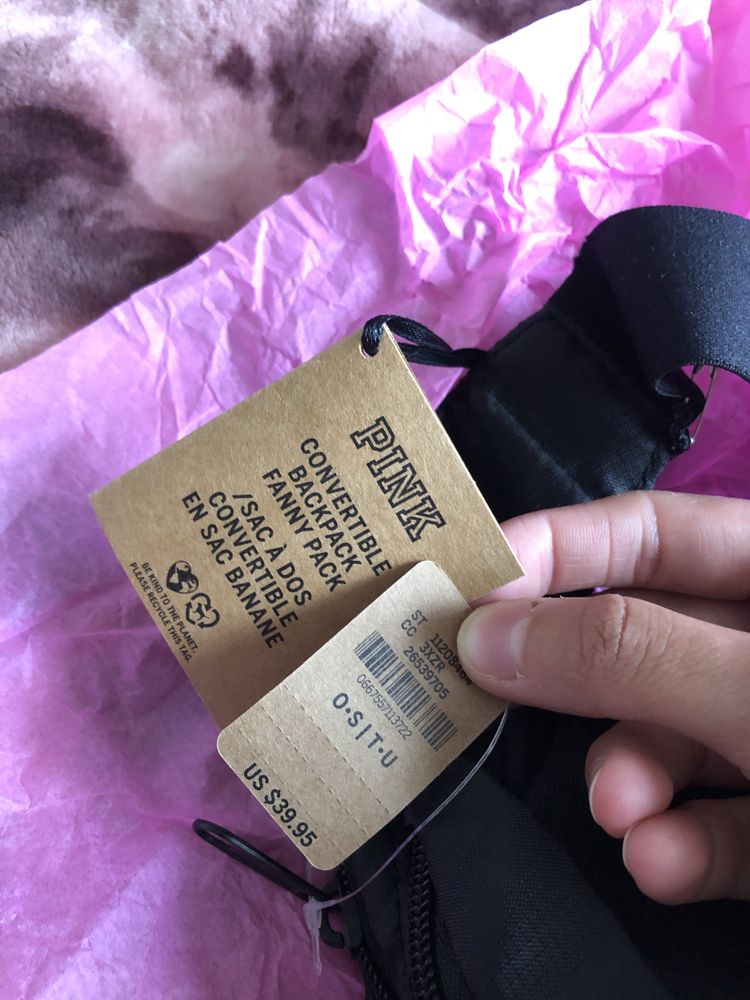 PINK
CONVERTIBLE
BACKPACK
FANNY PACK
/SAC À DOS
CONVERTIBLE
EN SAC BANANE
BE KIND TO THE PLANET.
PLEASE RECYCLE THIS TAG.
ST
CC 3XZR
26539705
0667557113722
O·S|T·U
US $39.95